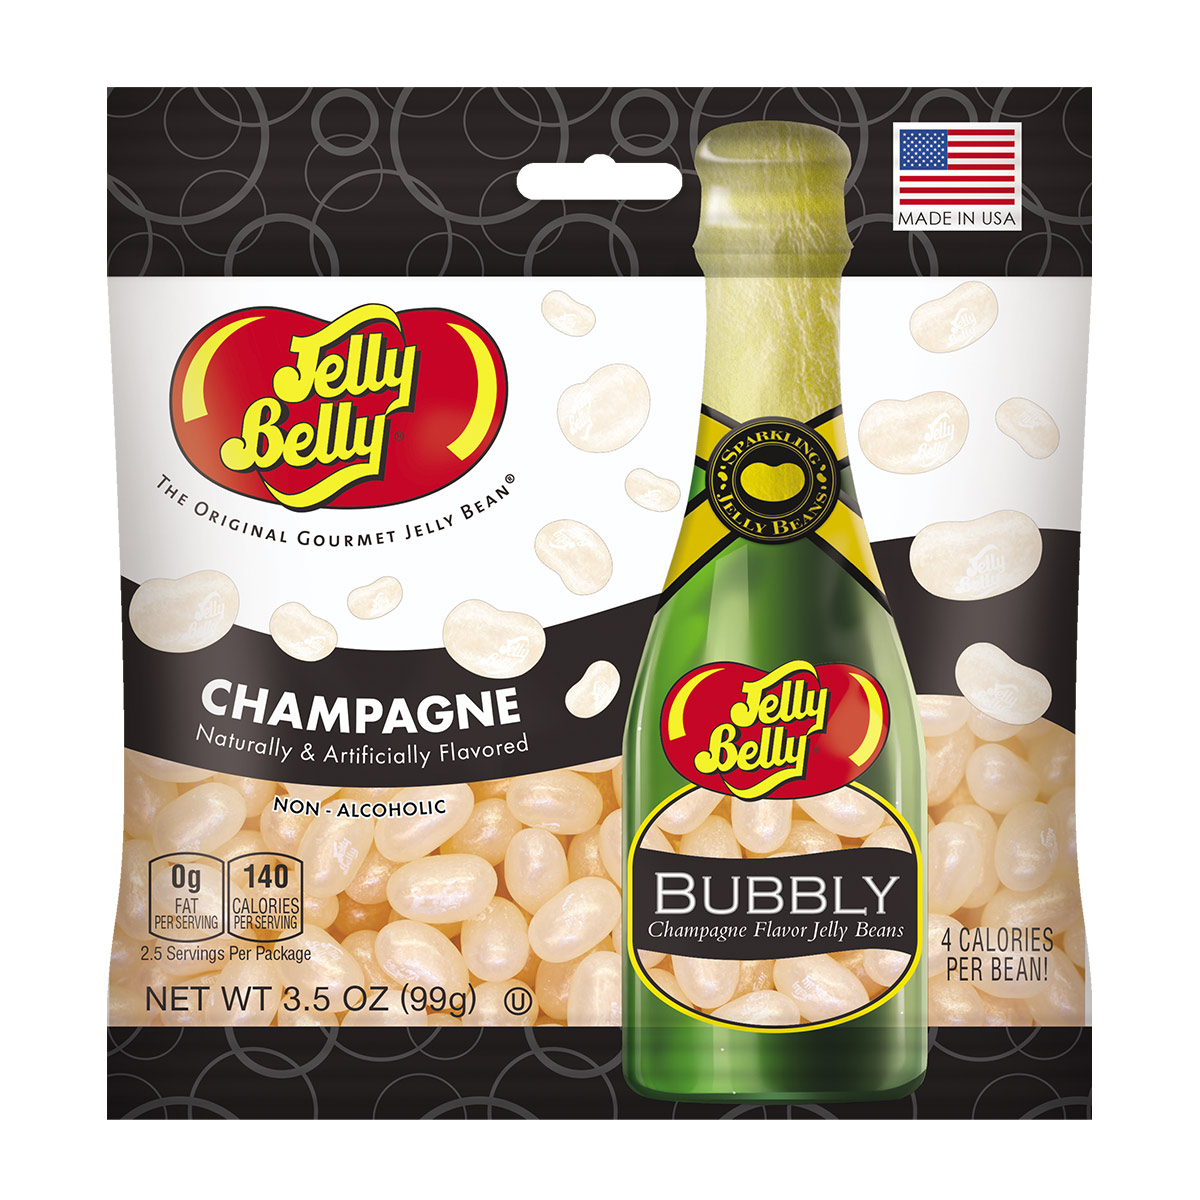 MADE IN USA
Jelly
Belly®
THE ORIGINAL GOURMET JELLY BEAN®
SPARKLING
JELLY BEANS
CHAMPAGNE
Naturally & Artificially Flavored
NON - ALCOHOLIC
Jelly
Belly
BUBBLY
Champagne Flavor Jelly Beans
0g
FAT
PER SERVING
140
CALORIES
PER SERVING
2.5 Servings Per Package
NET WT 3.5 OZ (99g) U
4 CALORIES
PER BEAN!